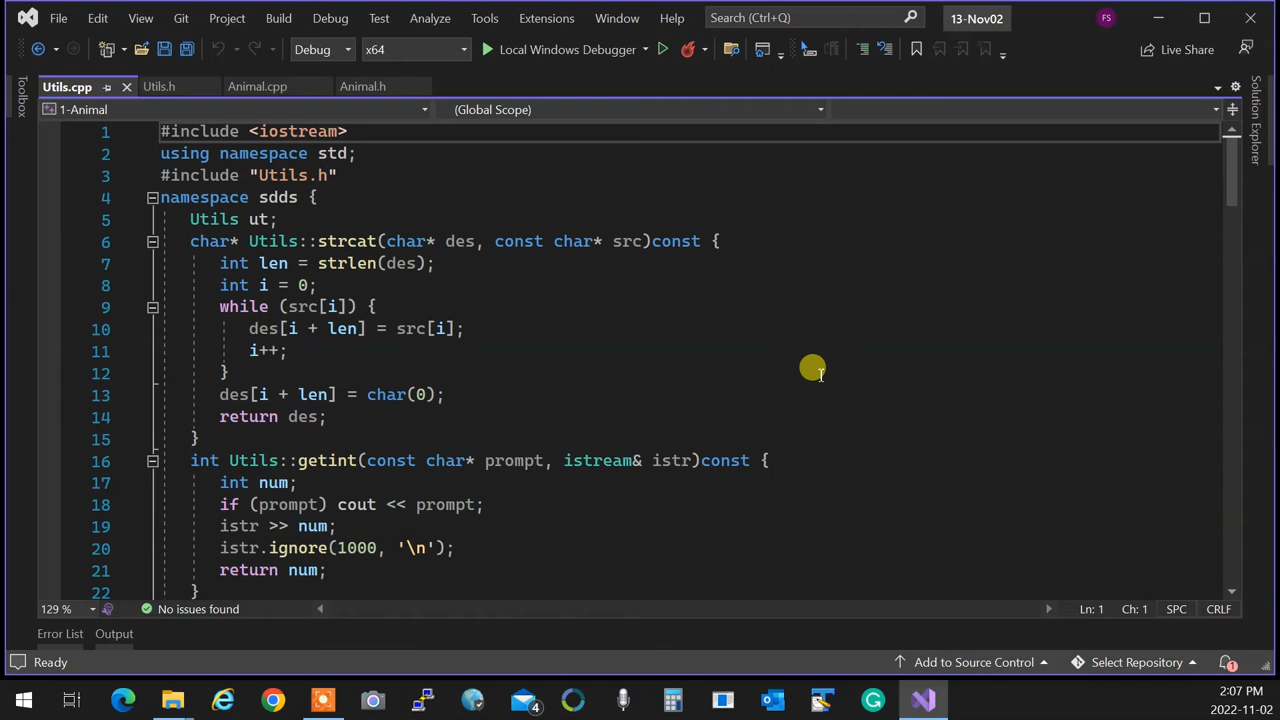 File Edit View Git Project Build Debug Test Analyze Tools Extensions Window Help Search (Ctrl+Q) 13-Nov02 FS
Debug x64 Local Windows Debugger Live Share
Utils.cpp Utils.h Animal.cpp Animal.h
1-Animal (Global Scope)
Toolbox
Solution Explorer
1 #include <iostream>
2 using namespace std;
3 #include "Utils.h"
4 namespace sdds {
5 Utils ut;
6 char* Utils::strcat(char* des, const char* src)const {
7 int len = strlen(des);
8 int i = 0;
9 while (src[i]) {
10 des[i + len] = src[i];
11 i++;
12 }
13 des[i + len] = char(0);
14 return des;
15 }
16 int Utils::getint(const char* prompt, istream& istr)const {
17 int num;
18 if (prompt) cout << prompt;
19 istr >> num;
20 istr.ignore(1000, '\n');
21 return num;
22 }
129 % No issues found Ln: 1 Ch: 1 SPC CRLF
Error List Output
Ready Add to Source Control Select Repository 1
4
2:07 PM
2022-11-02